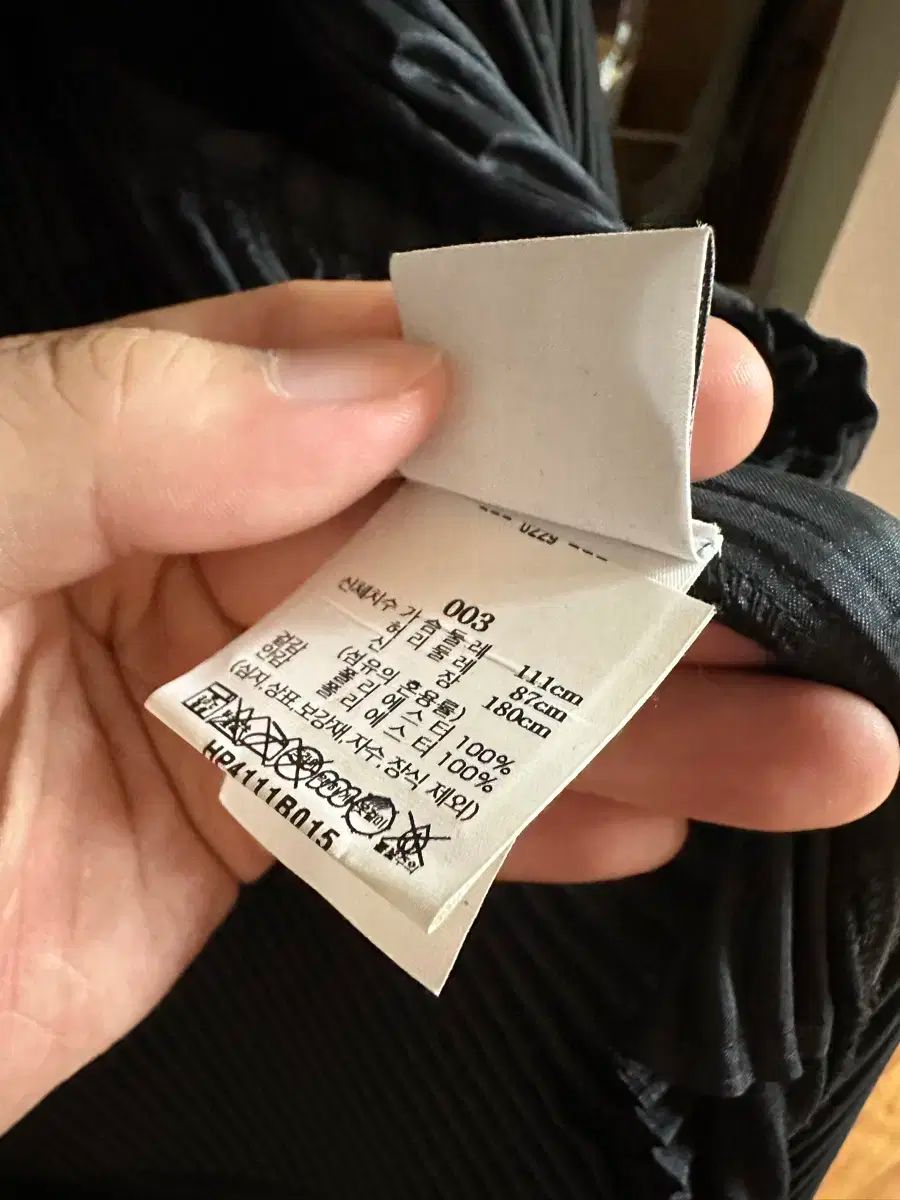 --- 6220 ---
003
신체치수 가 슴 둘 레 111cm
허 리 둘 레 87cm
신 장 180cm
(섬유의 혼용률)
겉감 폴 리 에 스 터 100%
안감 폴 리 에 스 터 100%
(심지,상표,보강재,자수,장식 제외)
HP4111B015